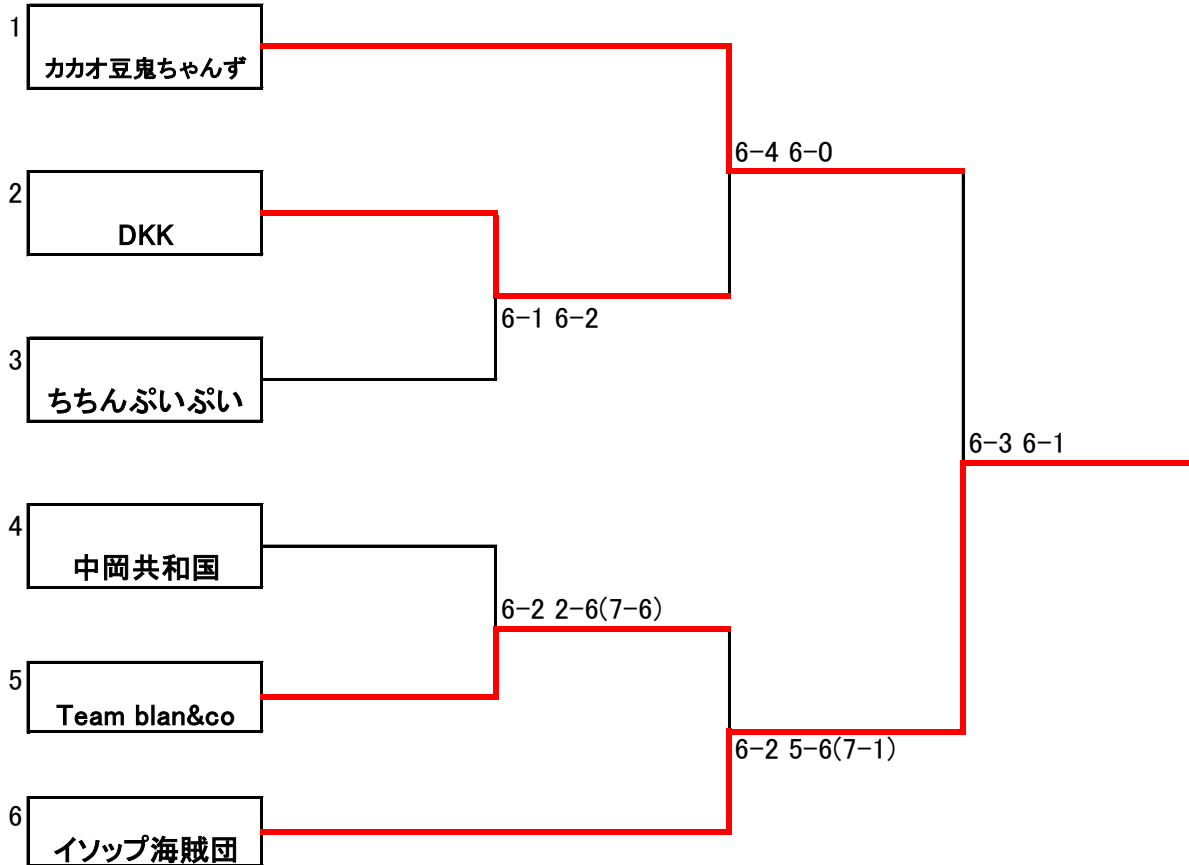 1
カカオ豆鬼ちゃんず
6-4 6-0
2
DKK
6-1 6-2
3
ちちんぷいぷい
6-3 6-1
4
中岡共和国
6-2 2-6(7-6)
5
Team blan&co
6-2 5-6(7-1)
6
イソップ海賊団